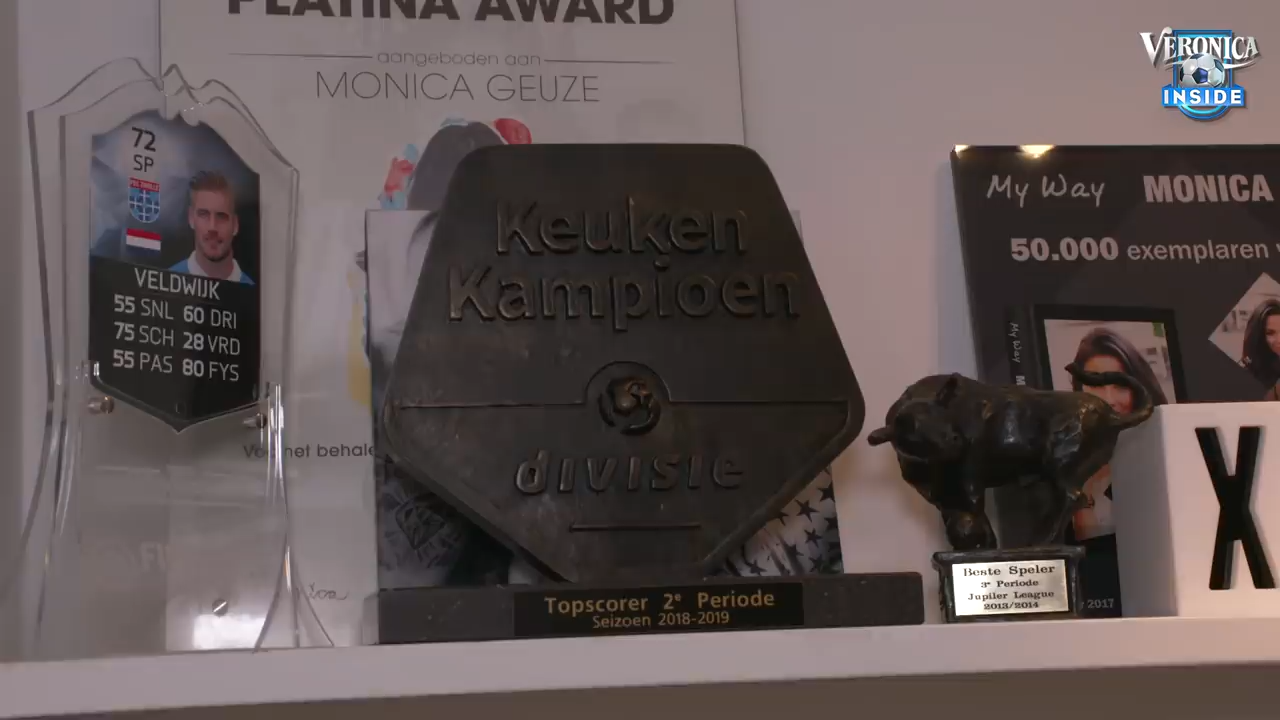 PLATINA AWARD
aangeboden aan
MONICA GEUZE
VERONICA
INSIDE
72
SP
VELDWIJK
55 SNL 60 DRI
75 SCH 28 VRD
55 PAS 80 FYS
Keuken
Kampioen
divisie
Topscorer 2e Periode
Seizoen 2018-2019
My Way MONICA
50.000 exemplaren
My Way
Beste Speler
3e Periode
Jupiler League
2013/2014
2017
X